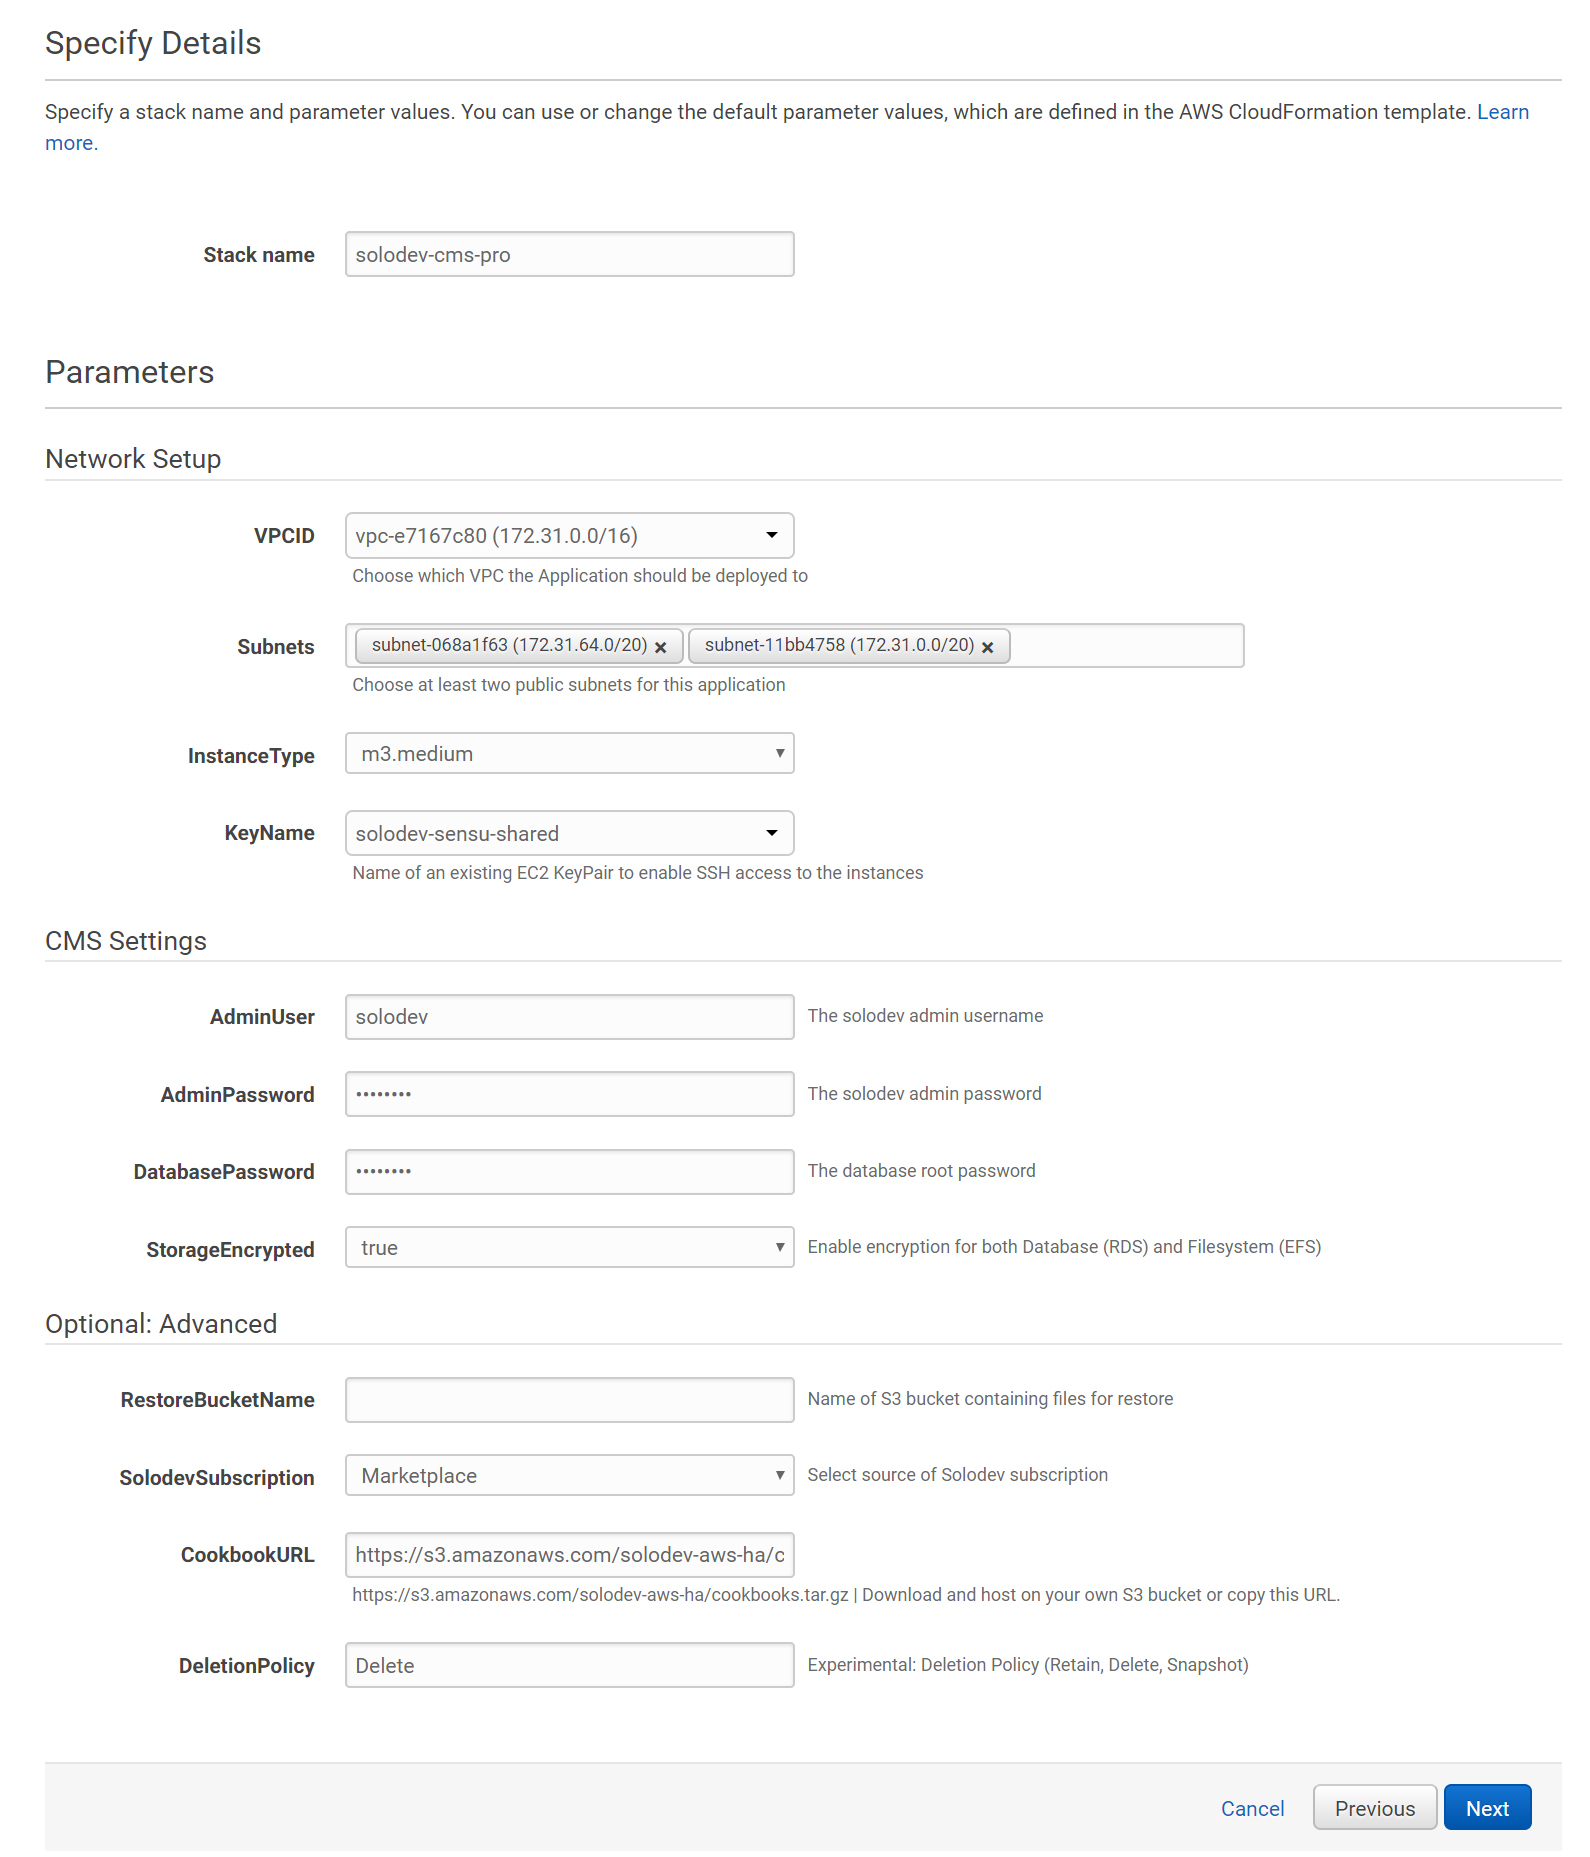 Specify Details
Specify a stack name and parameter values. You can use or change the default parameter values, which are defined in the AWS CloudFormation template. Learn
more.
Stack name
solodev-cms-pro
Parameters
Network Setup
VPCID
vpc-e7167c80 (172.31.0.0/16)
Choose which VPC the Application should be deployed to
Subnets
subnet-068a1f63 (172.31.64.0/20) × subnet-11bb4758 (172.31.0.0/20) ×
Choose at least two public subnets for this application
InstanceType
m3.medium
KeyName
solodev-sensu-shared
Name of an existing EC2 KeyPair to enable SSH access to the instances
CMS Settings
AdminUser
solodev
The solodev admin username
AdminPassword
••••••••
The solodev admin password
DatabasePassword
••••••••
The database root password
StorageEncrypted
true
Enable encryption for both Database (RDS) and Filesystem (EFS)
Optional: Advanced
RestoreBucketName
Name of S3 bucket containing files for restore
SolodevSubscription
Marketplace
Select source of Solodev subscription
CookbookURL
https://s3.amazonaws.com/solodev-aws-ha/c
https://s3.amazonaws.com/solodev-aws-ha/cookbooks.tar.gz | Download and host on your own S3 bucket or copy this URL.
DeletionPolicy
Delete
Experimental: Deletion Policy (Retain, Delete, Snapshot)
Cancel
Previous
Next